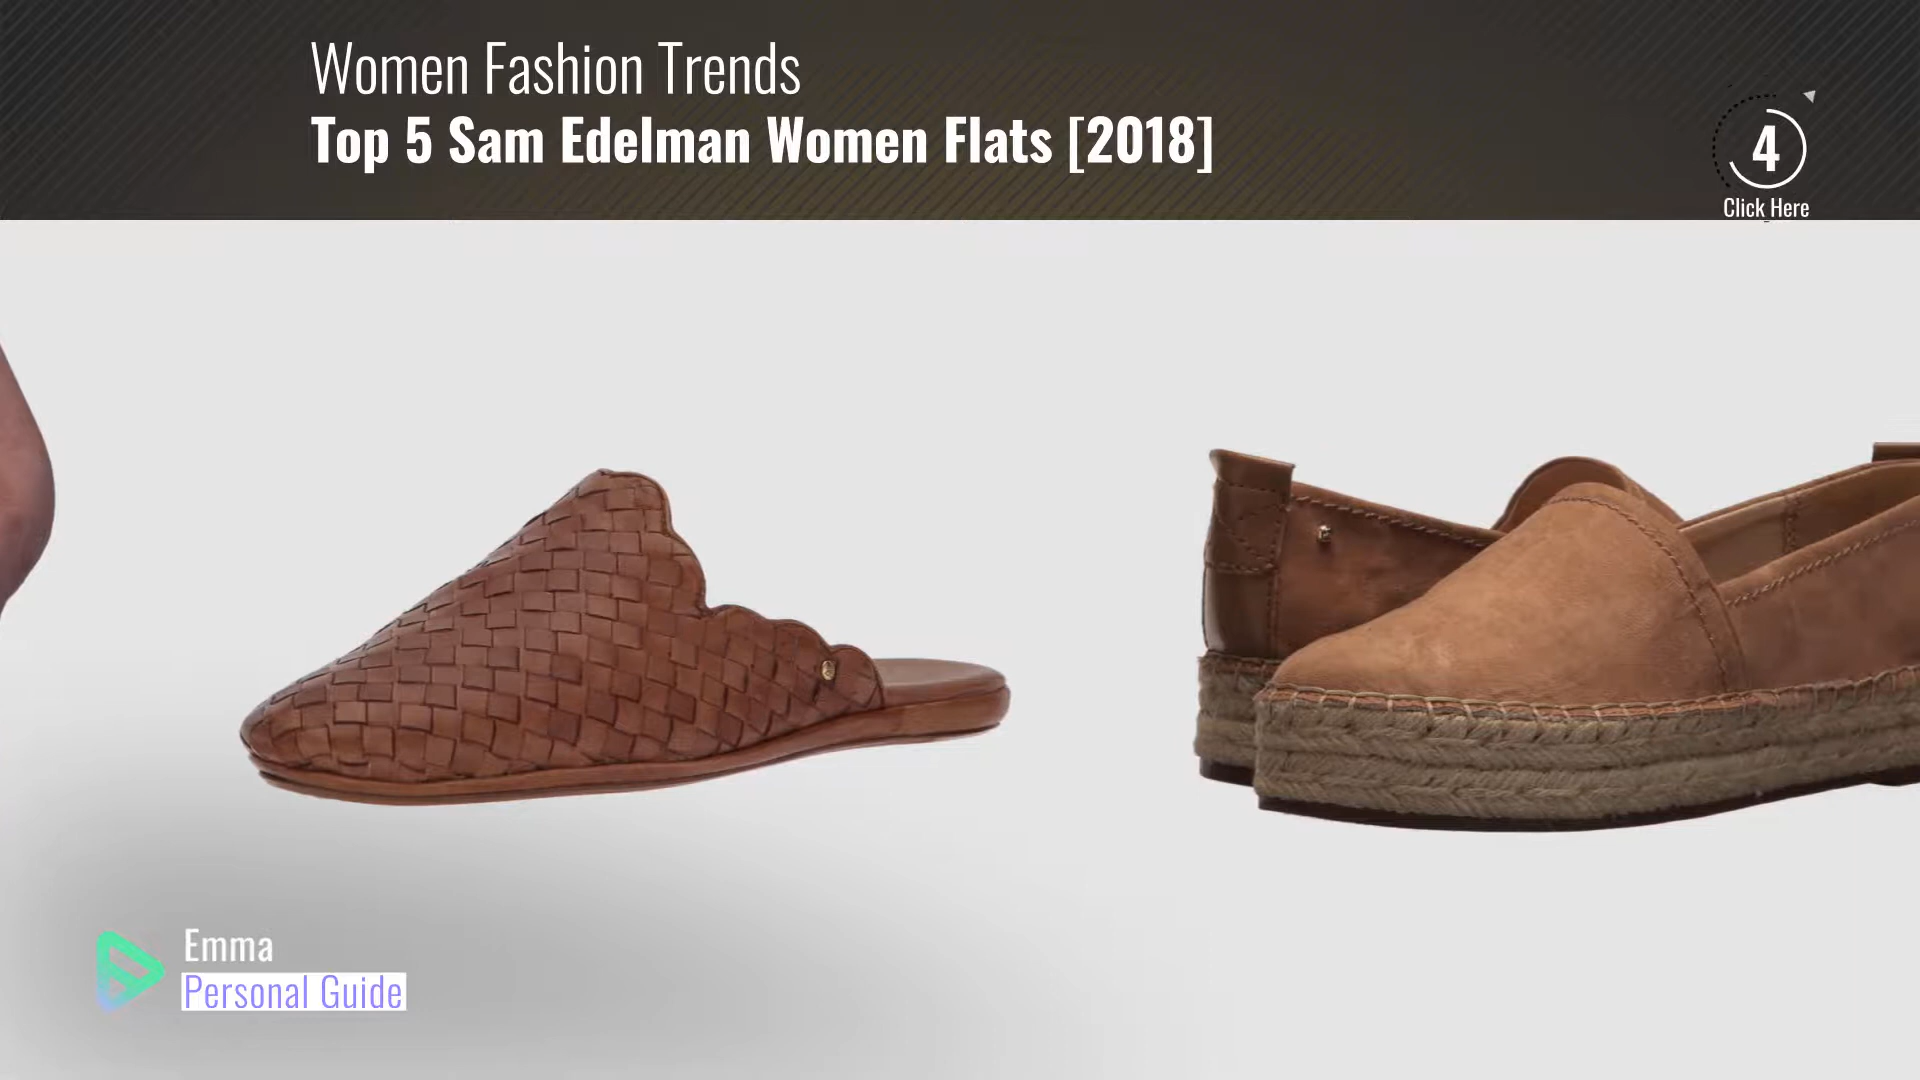 Women Fashion Trends
Top 5 Sam Edelman Women Flats [2018]
4
Click Here
Emma
Personal Guide